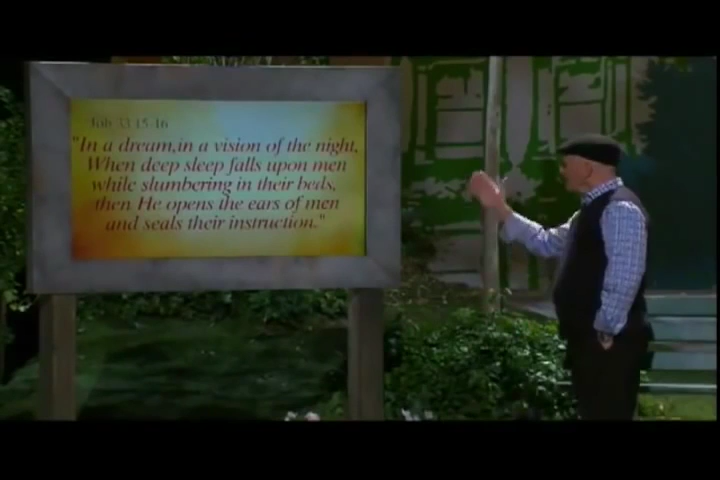 Job 33:15-16
"In a dream,in a vision of the night,
When deep sleep falls upon men
while slumbering in their beds,
then He opens the ears of men
and seals their instruction."